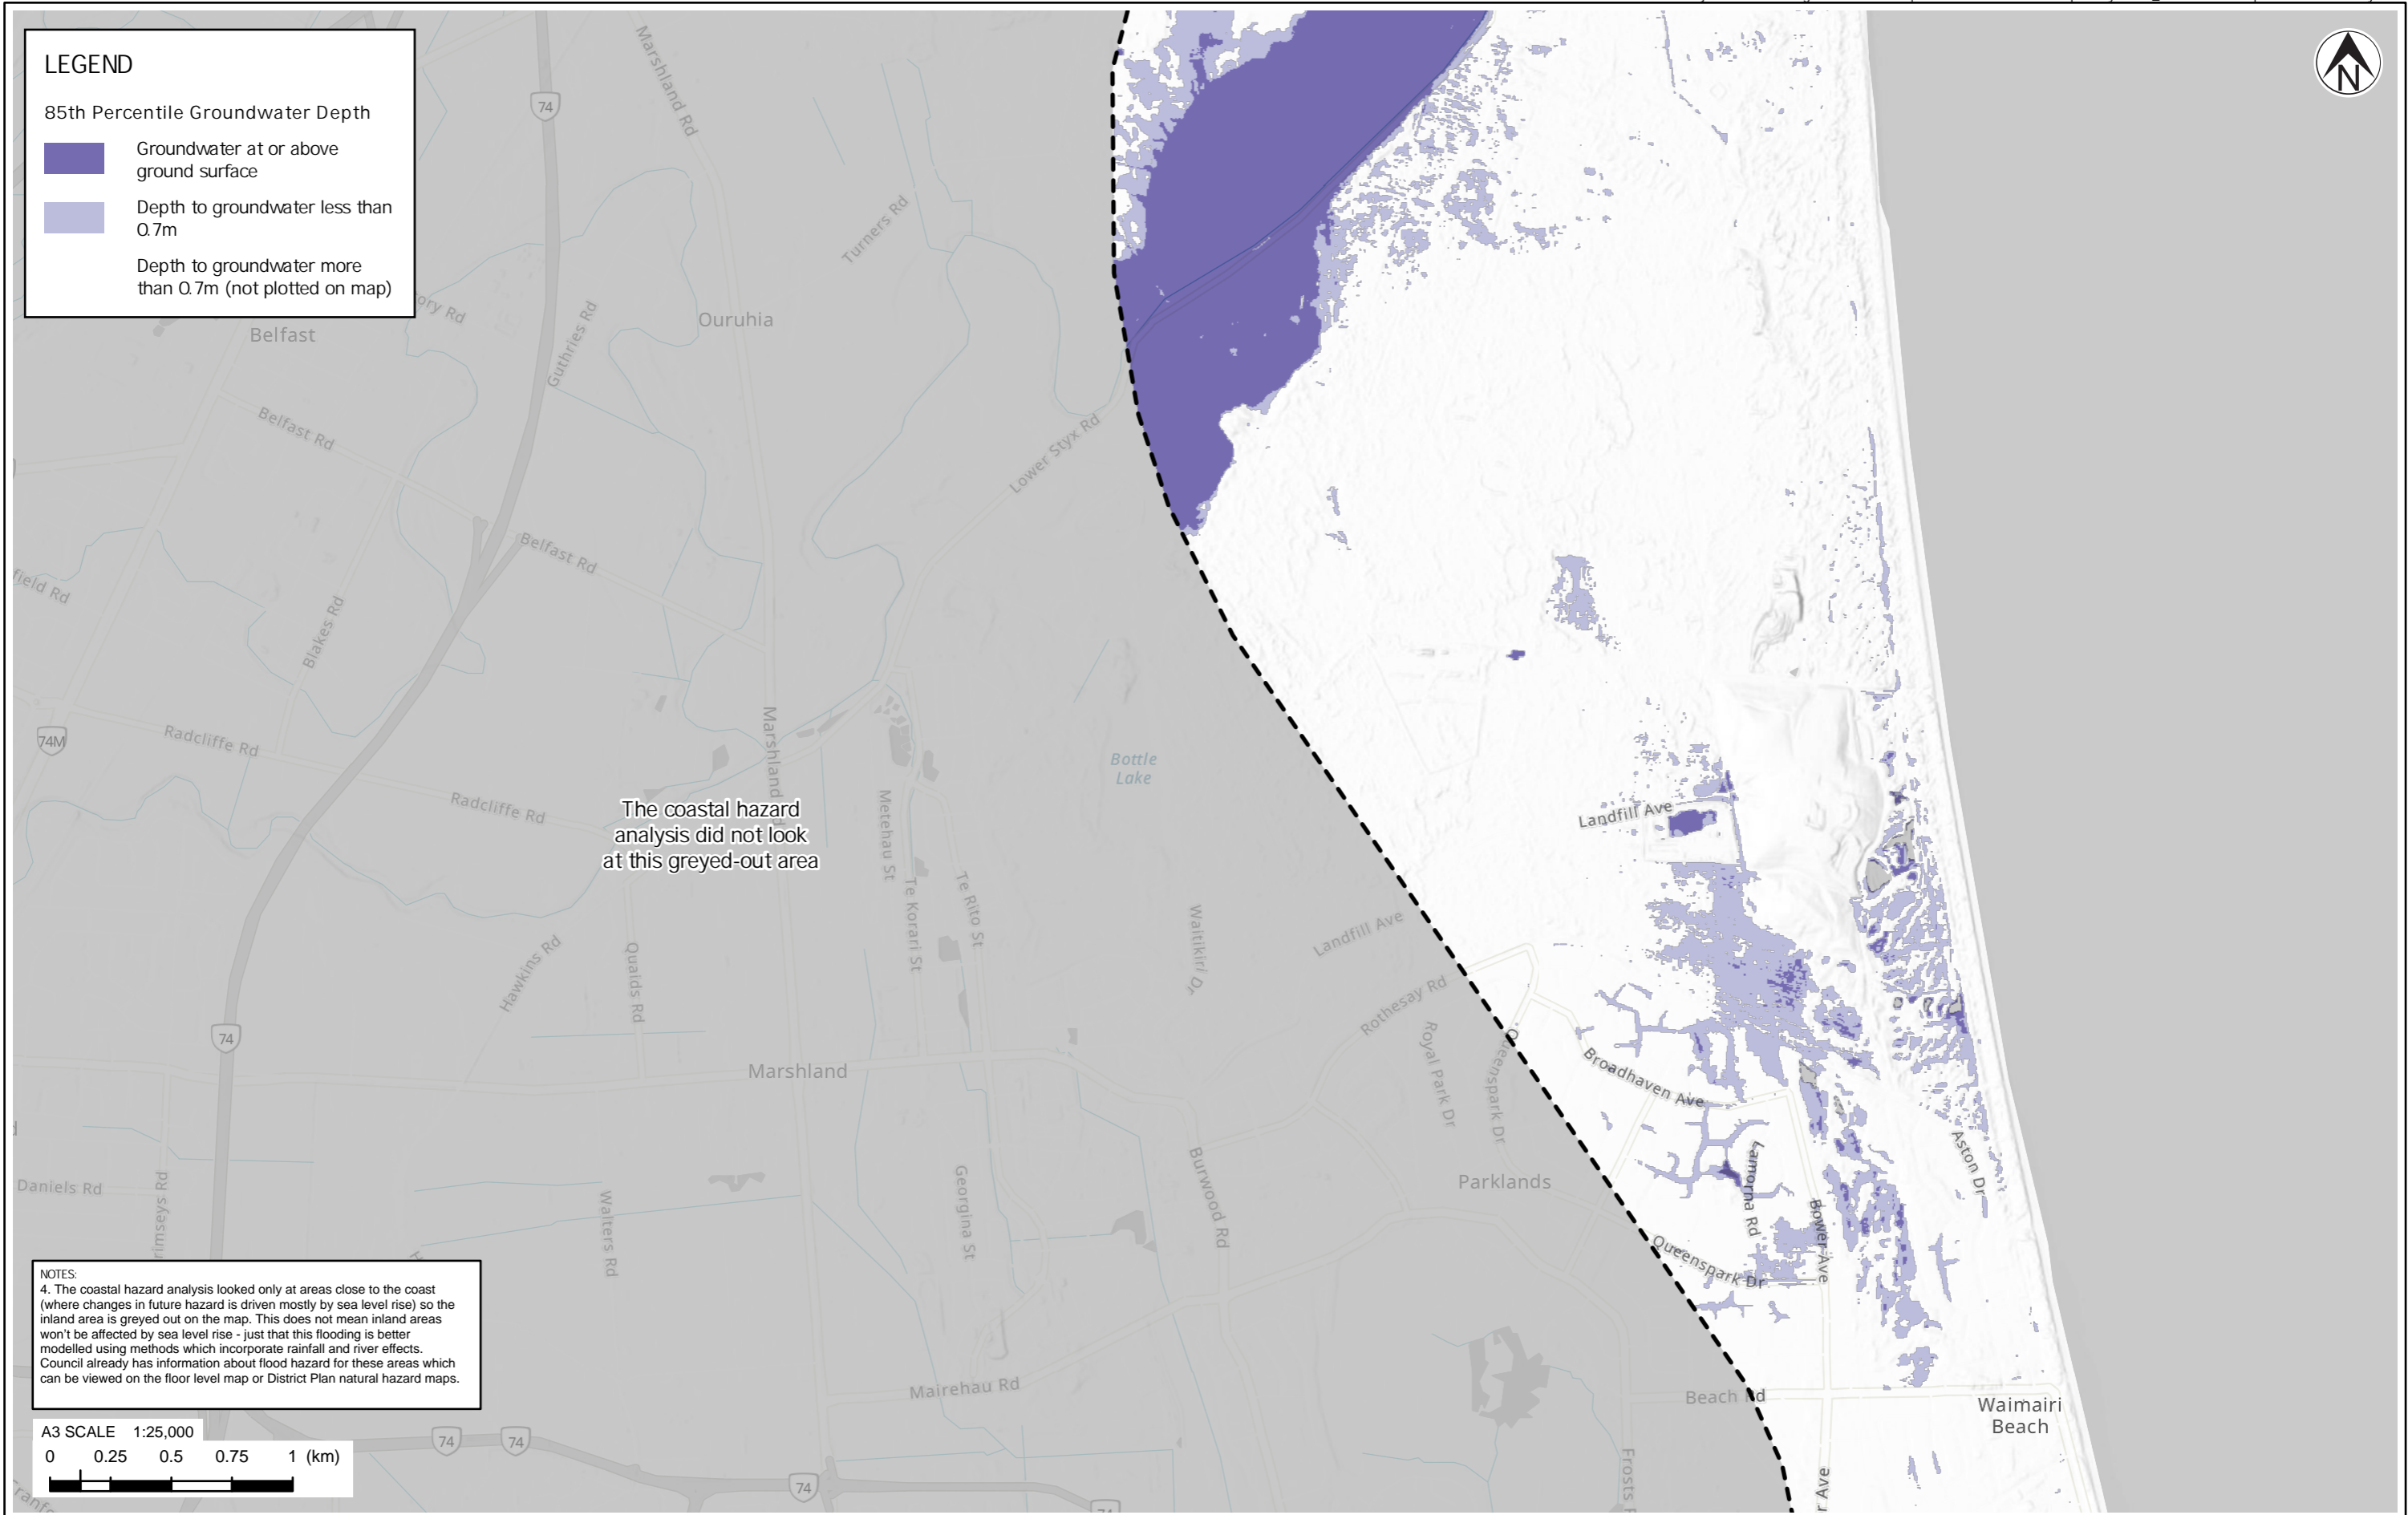 LEGEND
85th Percentile Groundwater Depth
Groundwater at or above
ground surface
Depth to groundwater less than
0.7m
Depth to groundwater more
than 0.7m (not plotted on map)
N
Marshland Rd
74
Turners Rd
Ouruhia
Belfast
Guthries Rd
Belfast Rd
Lower Styx Rd
Belfast Rd
Blakes Rd
74M
Radcliffe Rd
Marshland
Bottle
Lake
Radcliffe Rd
The coastal hazard
analysis did not look
at this greyed-out area
Metehau St
Te Korari St
Te Rito St
Waitikiri Dr
Landfill Ave
Landfill Ave
Hawkins Rd
Quaids Rd
Rothesay Rd
Royal Park Dr
Queenspark Dr
74
Marshland
Broadhaven Ave
Lamorna Rd
Bower Ave
Aston Dr
Parklands
Daniels Rd
Walters Rd
Georgina St
Burwood Rd
Queenspark Dr
Mairehau Rd
Beach Rd
Waimairi
Beach
NOTES:
4. The coastal hazard analysis looked only at areas close to the coast
(where changes in future hazard is driven mostly by sea level rise) so the
inland area is greyed out on the map. This does not mean inland areas
won't be affected by sea level rise - just that this flooding is better
modelled using methods which incorporate rainfall and river effects.
Council already has information about flood hazard for these areas which
can be viewed on the floor level map or District Plan natural hazard maps.
A3 SCALE 1:25,000
0 0.25 0.5 0.75 1 (km)
74
74
74
Frosts
Ave